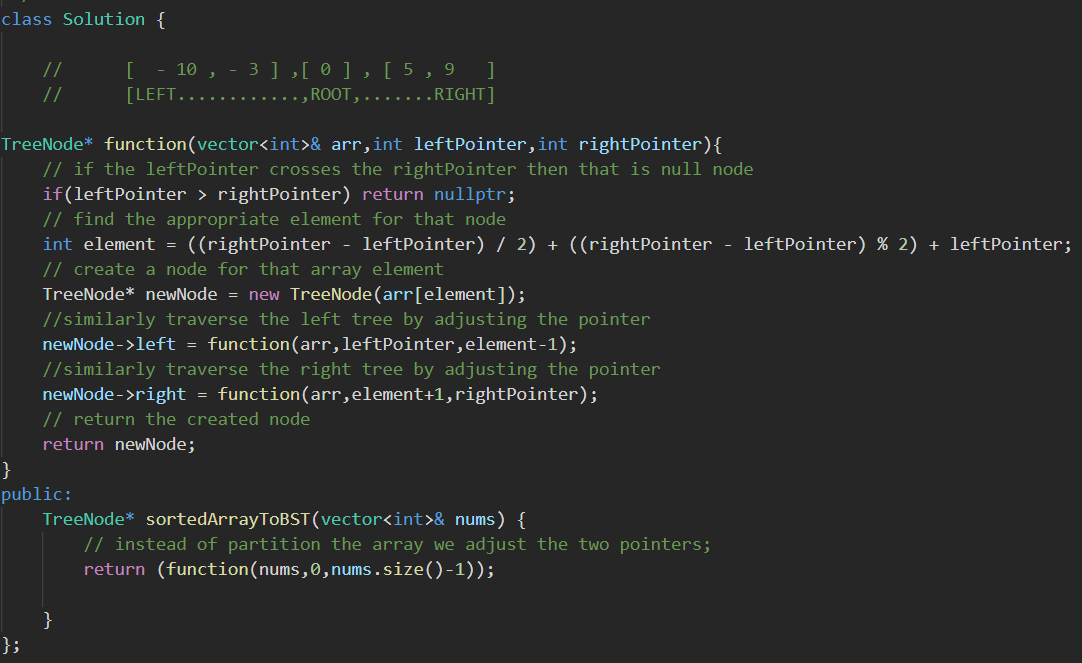 class Solution {
//      [  - 10 , - 3 ] ,[ 0 ] , [ 5 , 9   ]
//      [LEFT............,ROOT,.......RIGHT]
TreeNode* function(vector<int>& arr,int leftPointer,int rightPointer){
// if the leftPointer crosses the rightPointer then that is null node
if(leftPointer > rightPointer) return nullptr;
// find the appropriate element for that node
int element = ((rightPointer - leftPointer) / 2) + ((rightPointer - leftPointer) % 2) + leftPointer;
// create a node for that array element
TreeNode* newNode = new TreeNode(arr[element]);
//similarly traverse the left tree by adjusting the pointer
newNode->left = function(arr,leftPointer,element-1);
//similarly traverse the right tree by adjusting the pointer
newNode->right = function(arr,element+1,rightPointer);
// return the created node
return newNode;
}
public:
TreeNode* sortedArrayToBST(vector<int>& nums) {
// instead of partition the array we adjust the two pointers;
return (function(nums,0,nums.size()-1));
}
};